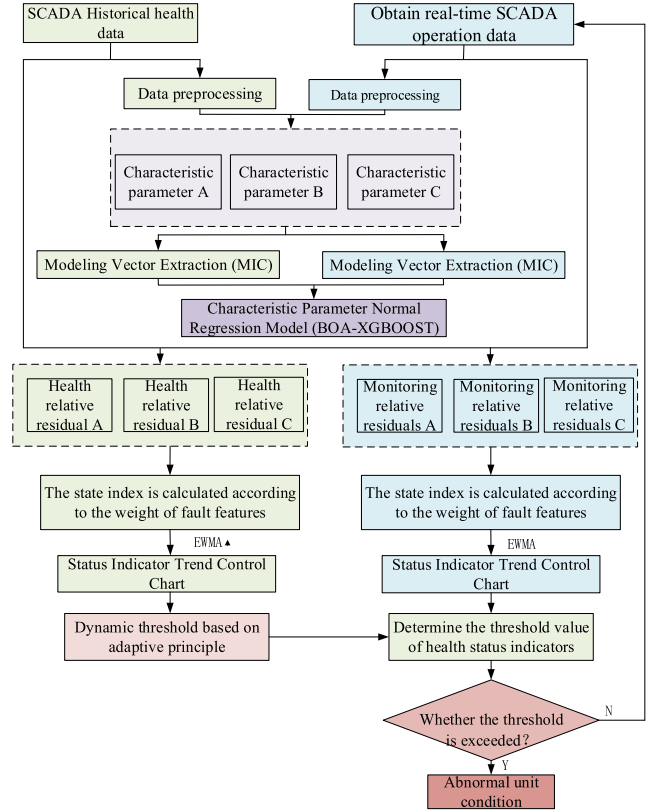 SCADA Historical health
data
Obtain real-time SCADA
operation data
Data preprocessing
Data preprocessing
Characteristic
parameter A
Characteristic
parameter B
Characteristic
parameter C
Modeling Vector Extraction (MIC)
Modeling Vector Extraction (MIC)
Characteristic Parameter Normal
Regression Model (BOA-XGBOOST)
Health
relative
residual A
Health
relative
residual B
Health
relative
residual C
Monitoring
relative
residuals A
Monitoring
relative
residuals B
Monitoring
relative
residuals C
The state index is calculated according
to the weight of fault features
The state index is calculated according
to the weight of fault features
EWMA▲
EWMA
Status Indicator Trend Control
Chart
Status Indicator Trend Control
Chart
Dynamic threshold based on
adaptive principle
Determine the threshold value
of health status indicators
Whether the threshold
is exceeded?
N
Y
Abnormal unit
condition